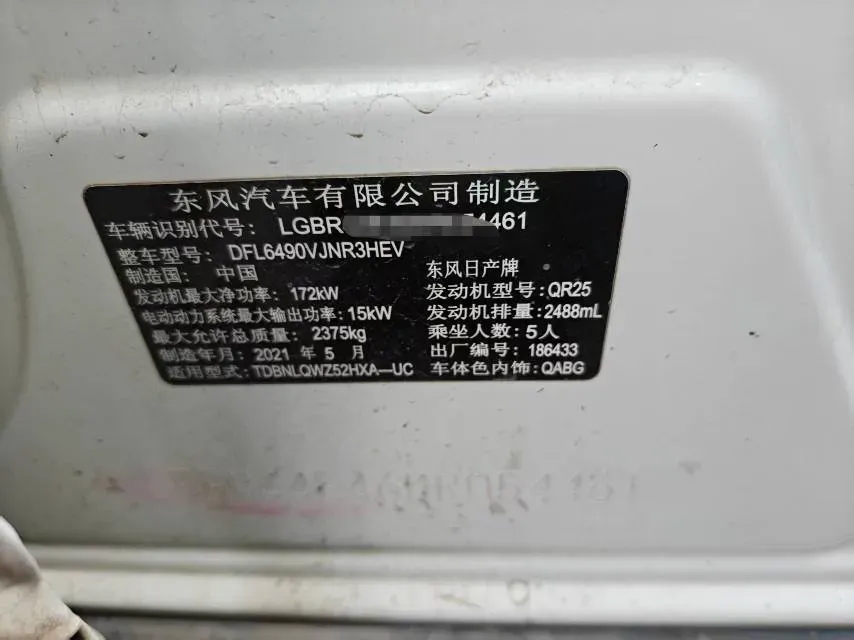 东风汽车有限公司制造
车辆识别代号: LGBR 4461
整车型号: DFL6490VJNR3HEV
制造国: 中国 东风日产牌
发动机最大净功率: 172kW 发动机型号: QR25
电动动力系统最大输出功率: 15kW 发动机排量: 2488mL
最大允许总质量: 2375kg 乘坐人数: 5人
制造年月: 2021 年 5 月 出厂编号: 186433
适用型式: TDBNLQWZ52HXA—UC 车体色内饰: QABG